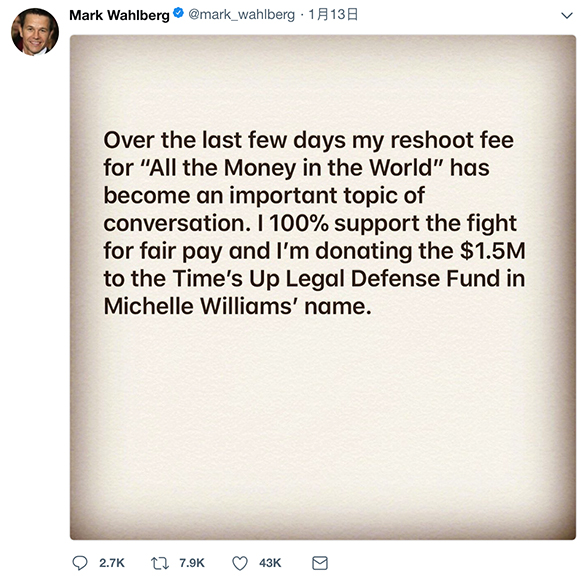 Mark Wahlberg @mark_wahlberg · 1月13日
Over the last few days my reshoot fee
for “All the Money in the World” has
become an important topic of
conversation. I 100% support the fight
for fair pay and I’m donating the $1.5M
to the Time’s Up Legal Defense Fund in
Michelle Williams’ name.
2.7K 7.9K 43K